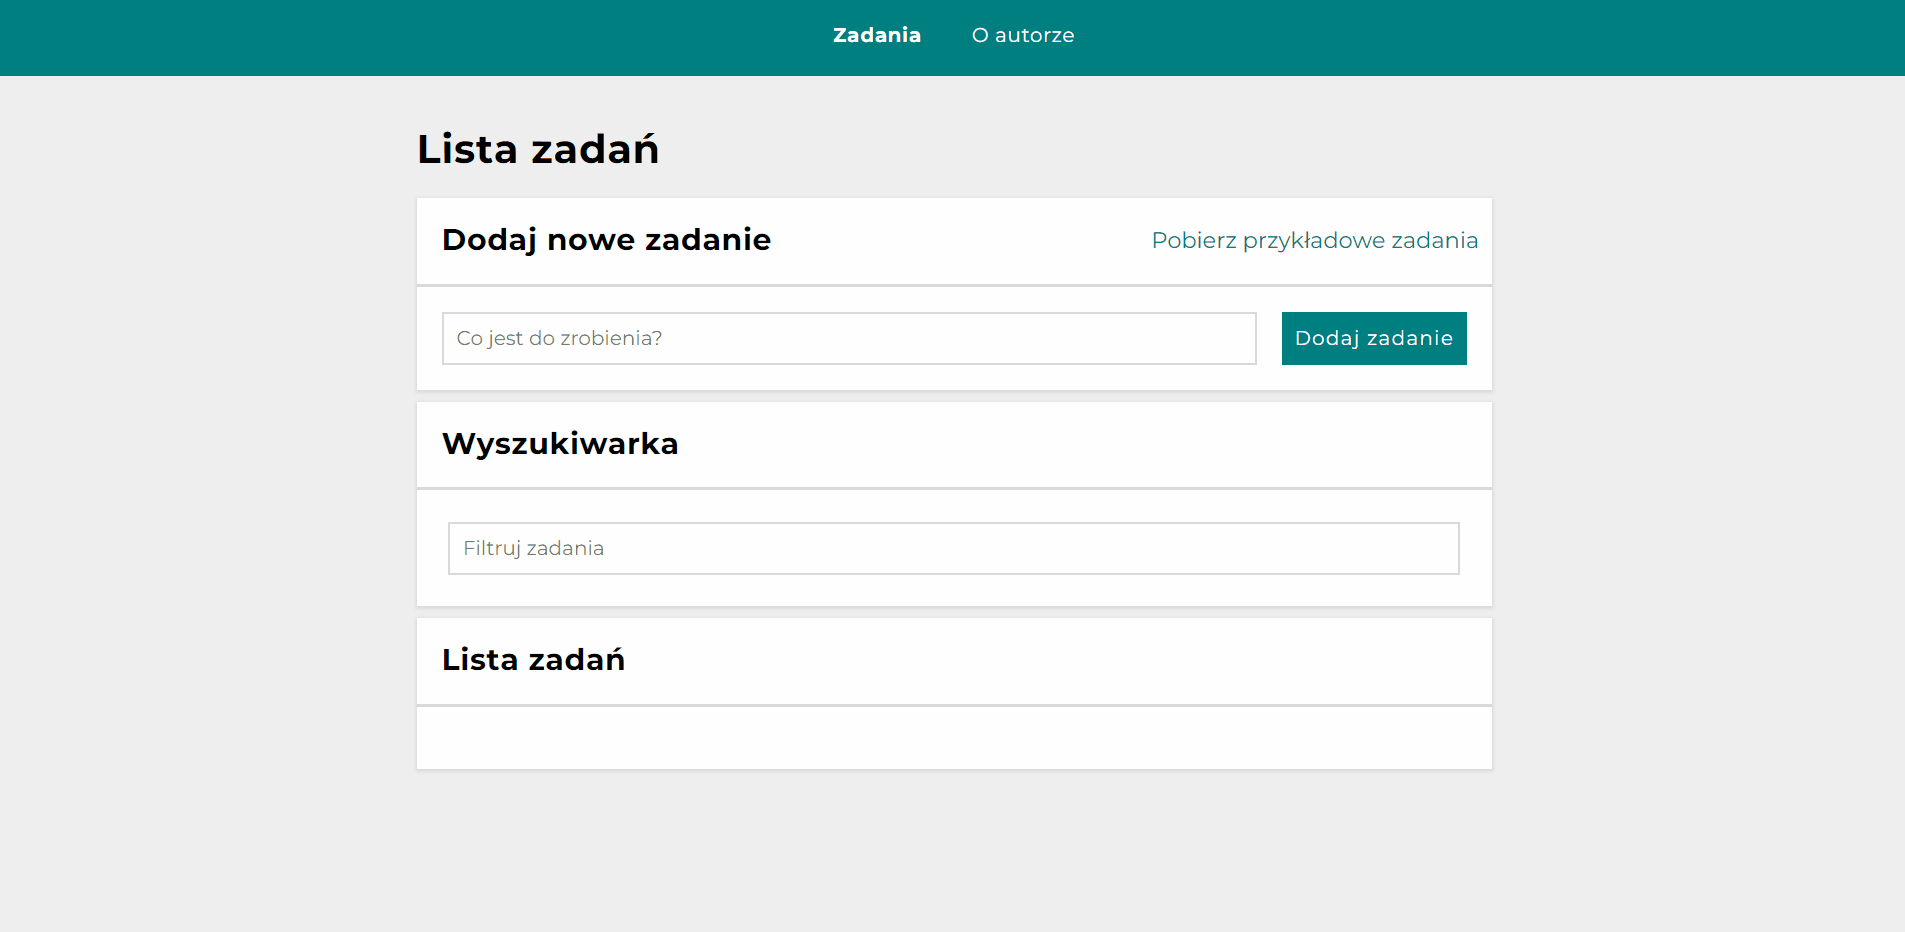 Zadania O autorze
Lista zadań
Dodaj nowe zadanie Pobierz przykładowe zadania
Co jest do zrobienia? Dodaj zadanie
Wyszukiwarka
Filtruj zadania
Lista zadań